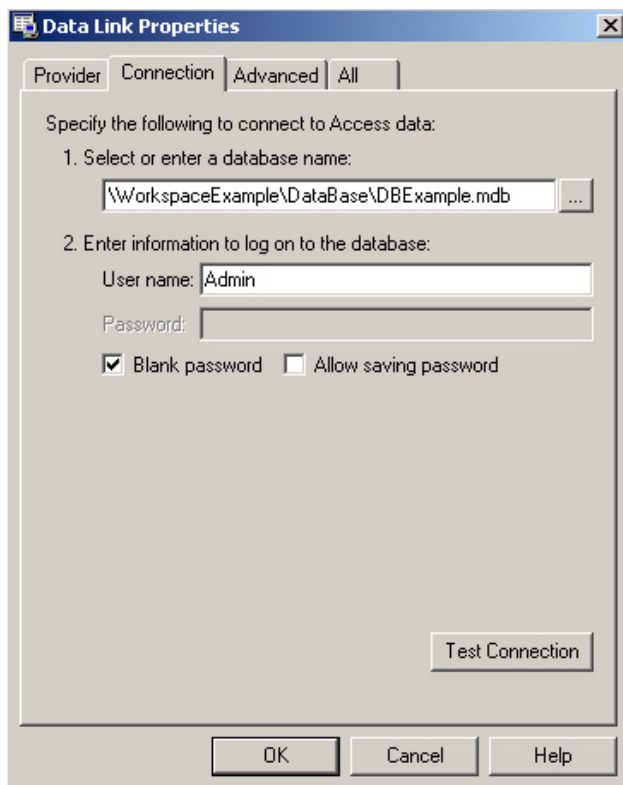 Data Link Properties
Provider Connection Advanced All
Specify the following to connect to Access data:
1. Select or enter a database name:
\WorkspaceExample\DataBase\DBExample.mdb ...
2. Enter information to log on to the database:
User name: Admin
Password:
Blank password Allow saving password
Test Connection
OK Cancel Help